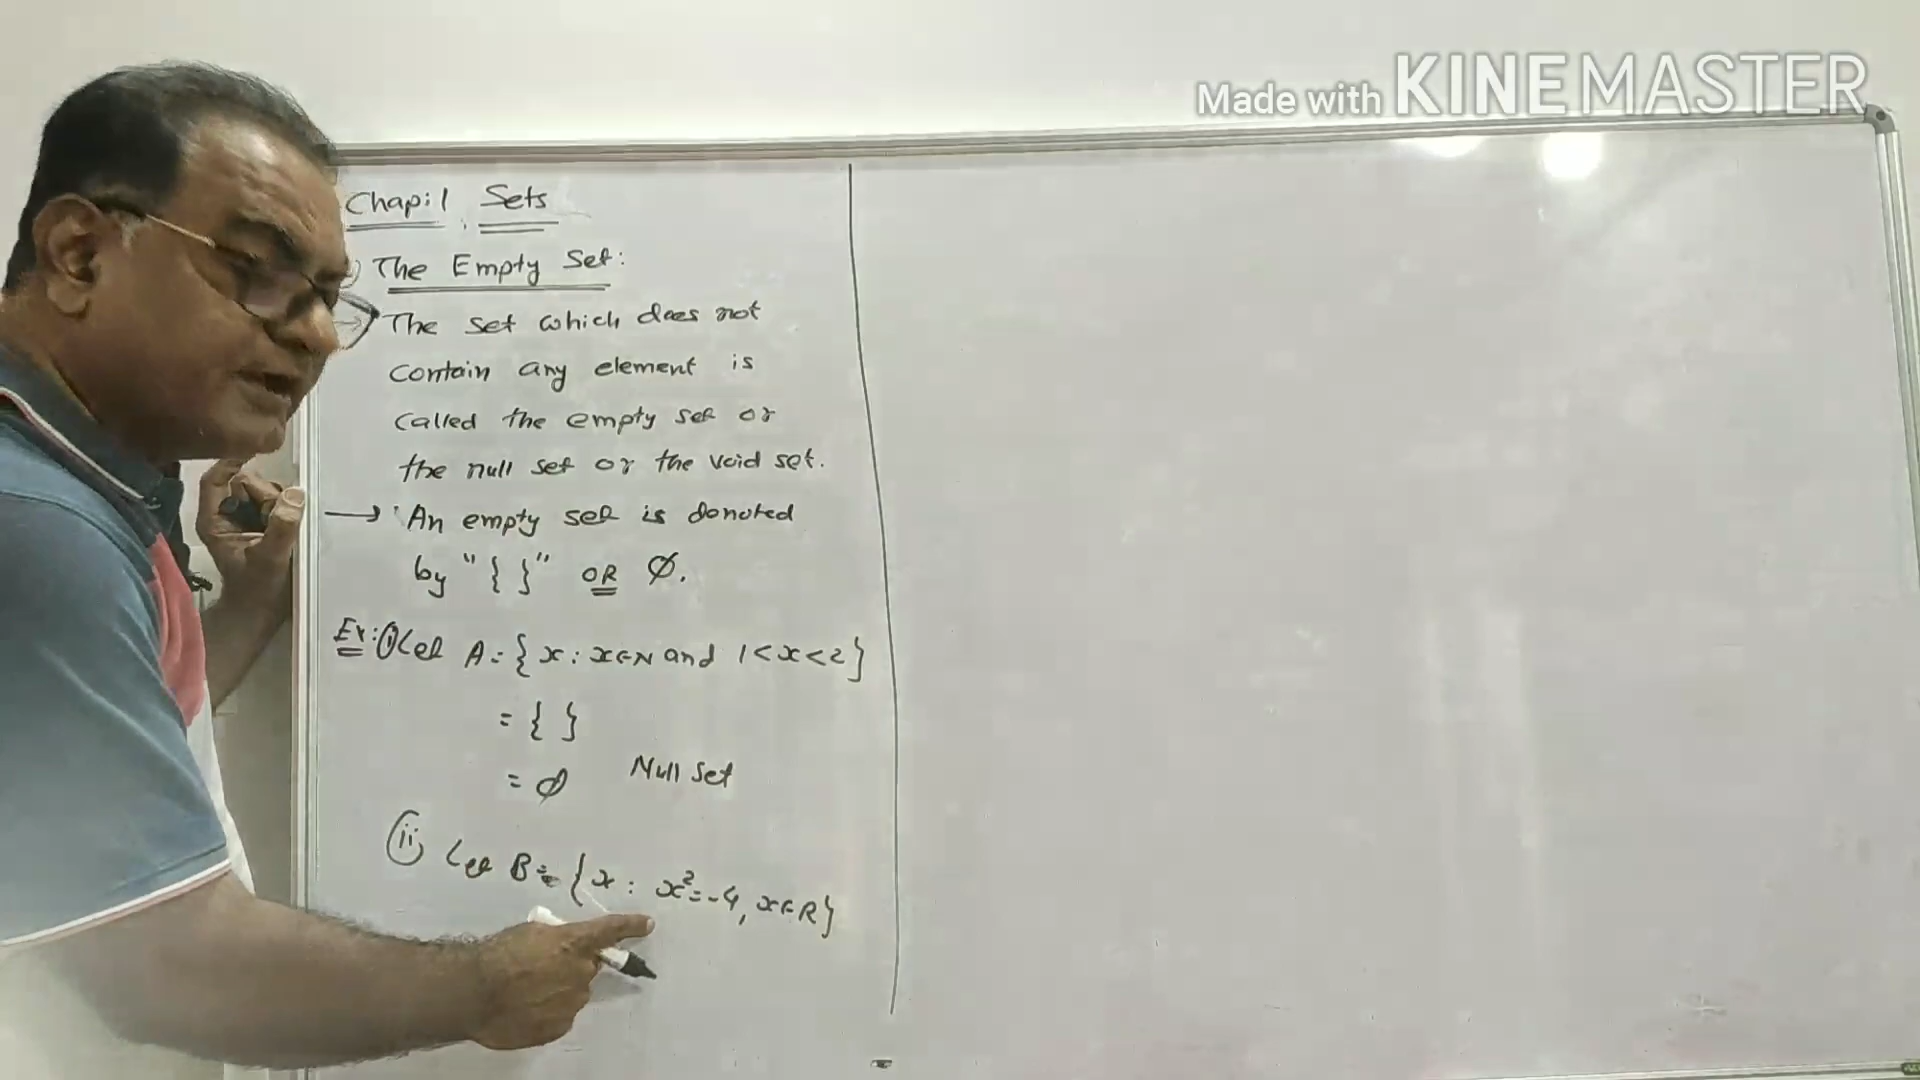 Made with KINEMASTER
Chap:1 Sets
The Empty Set:
→ The set which does not
contain any element is
called the empty set or
the null set or the void set.
→ An empty set is denoted
by "{ }" OR ∅.
Ex: (i) Let A = {x : x ∈ N and 1 < x < 2}
= { }
= ∅ Null Set
(ii) Let B = {x : x² = -4, x ∈ R}